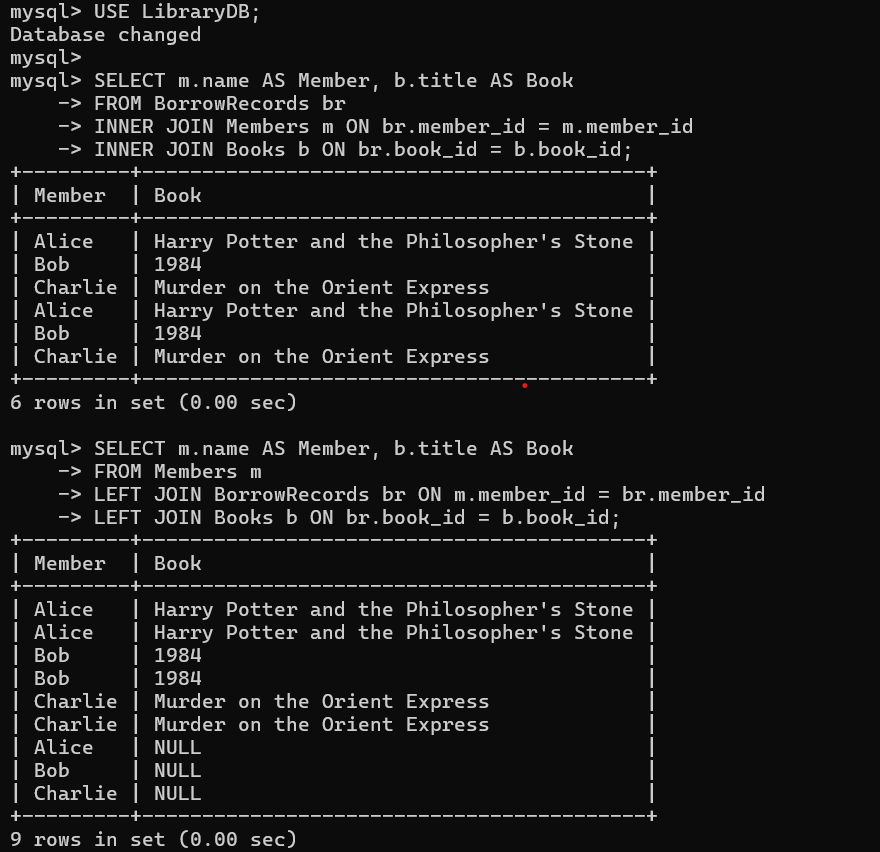 mysql> USE LibraryDB;
Database changed
mysql>
mysql> SELECT m.name AS Member, b.title AS Book
    -> FROM BorrowRecords br
    -> INNER JOIN Members m ON br.member_id = m.member_id
    -> INNER JOIN Books b ON br.book_id = b.book_id;
+---------+------------------------------------------+
| Member  | Book                                     |
+---------+------------------------------------------+
| Alice   | Harry Potter and the Philosopher's Stone |
| Bob     | 1984                                     |
| Charlie | Murder on the Orient Express             |
| Alice   | Harry Potter and the Philosopher's Stone |
| Bob     | 1984                                     |
| Charlie | Murder on the Orient Express             |
+---------+------------------------------------------+
6 rows in set (0.00 sec)

mysql> SELECT m.name AS Member, b.title AS Book
    -> FROM Members m
    -> LEFT JOIN BorrowRecords br ON m.member_id = br.member_id
    -> LEFT JOIN Books b ON br.book_id = b.book_id;
+---------+------------------------------------------+
| Member  | Book                                     |
+---------+------------------------------------------+
| Alice   | Harry Potter and the Philosopher's Stone |
| Alice   | Harry Potter and the Philosopher's Stone |
| Bob     | 1984                                     |
| Bob     | 1984                                     |
| Charlie | Murder on the Orient Express             |
| Charlie | Murder on the Orient Express             |
| Alice   | NULL                                     |
| Bob     | NULL                                     |
| Charlie | NULL                                     |
+---------+------------------------------------------+
9 rows in set (0.00 sec)